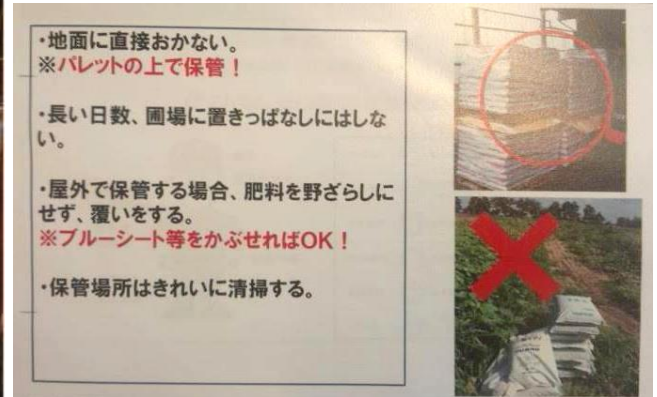 ・地面に直接おかない。
※パレットの上で保管！
・長い日数、圃場に置きっぱなしにはしな
い。
・屋外で保管する場合、肥料を野ざらしに
せず、覆いをする。
※ブルーシート等をかぶせればOK！
・保管場所はきれいに清掃する。